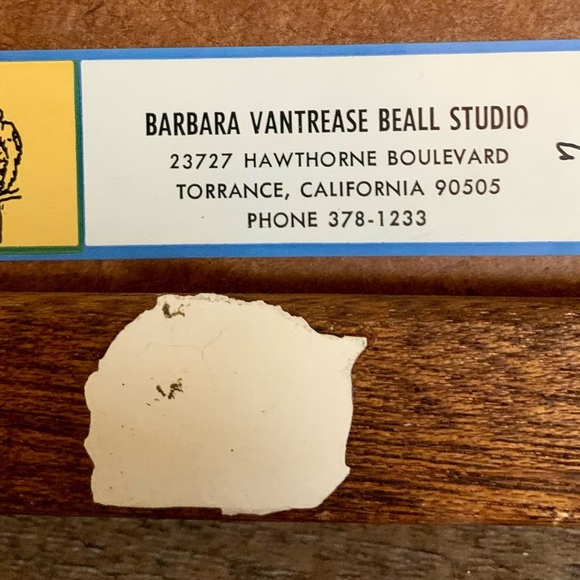 BARBARA VANTREASE BEALL STUDIO
23727 HAWTHORNE BOULEVARD
TORRANCE, CALIFORNIA 90505
PHONE 378-1233